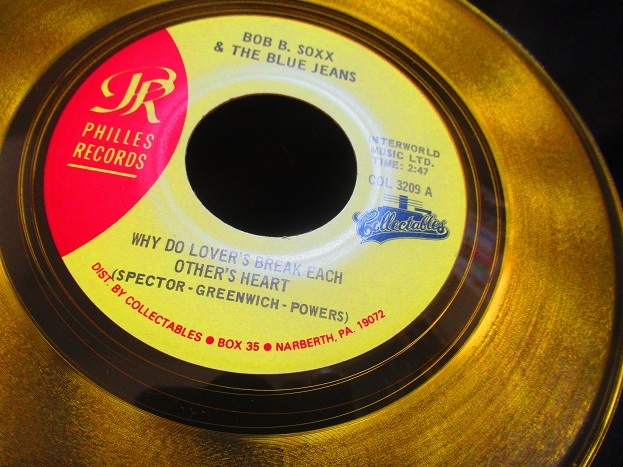 BOB B. SOXX
& THE BLUE JEANS
PR
PHILLES
RECORDS
INTERWORLD
MUSIC LTD.
TIME: 2:47
COL 3209 A
Collectables
WHY DO LOVER'S BREAK EACH
OTHER'S HEART
(SPECTOR - GREENWICH - POWERS)
DIST. BY COLLECTABLES ● BOX 35 ● NARBERTH, PA. 19072